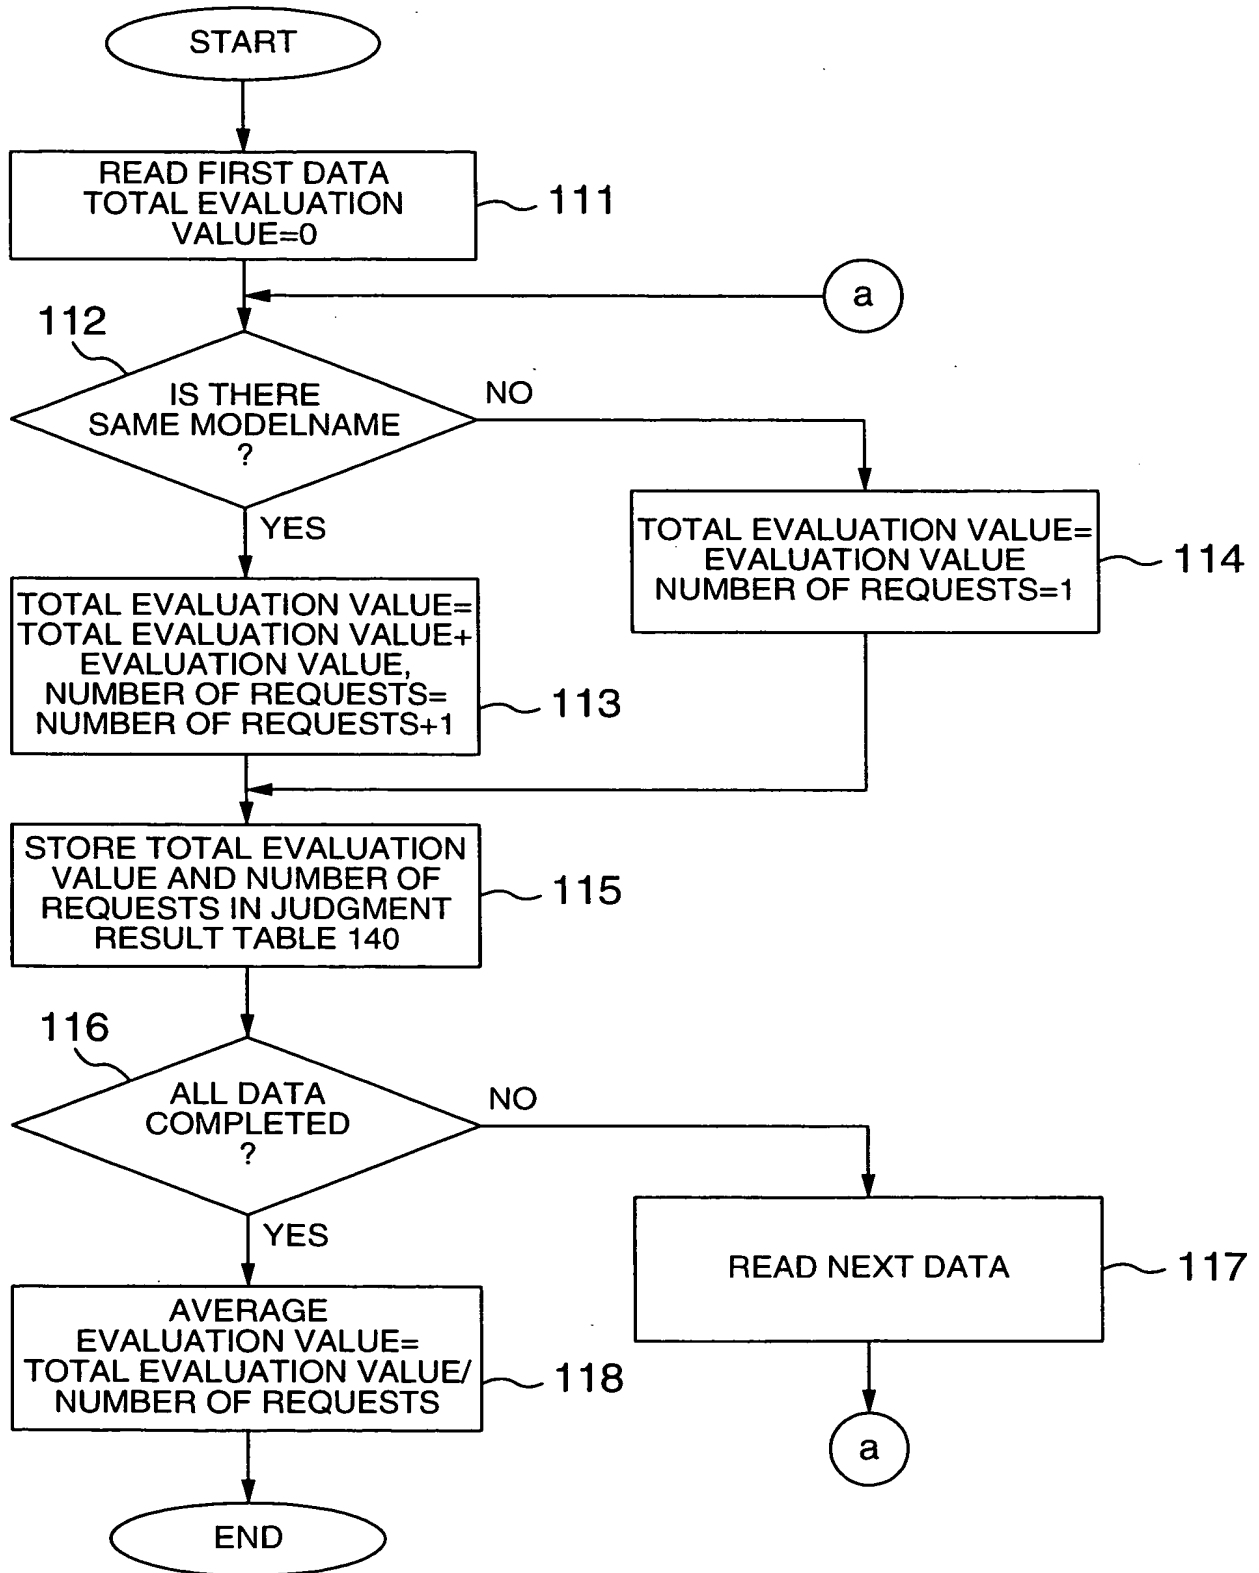 START
READ FIRST DATA
TOTAL EVALUATION
VALUE=0
111
a
112
IS THERE
SAME MODELNAME
?
NO
YES
TOTAL EVALUATION VALUE=
EVALUATION VALUE
NUMBER OF REQUESTS=1
114
TOTAL EVALUATION VALUE=
TOTAL EVALUATION VALUE+
EVALUATION VALUE,
NUMBER OF REQUESTS=
NUMBER OF REQUESTS+1
113
STORE TOTAL EVALUATION
VALUE AND NUMBER OF
REQUESTS IN JUDGMENT
RESULT TABLE 140
115
116
ALL DATA
COMPLETED
?
NO
YES
READ NEXT DATA
117
AVERAGE
EVALUATION VALUE=
TOTAL EVALUATION VALUE/
NUMBER OF REQUESTS
118
a
END